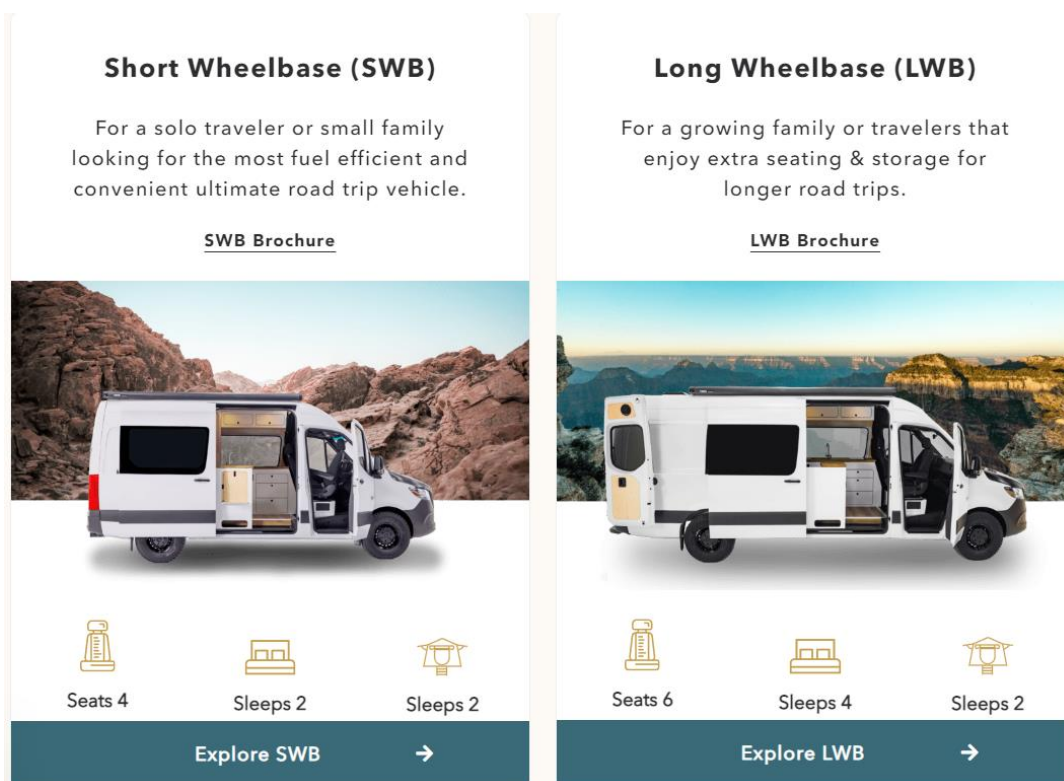 Short Wheelbase (SWB)
For a solo traveler or small family
looking for the most fuel efficient and
convenient ultimate road trip vehicle.
SWB Brochure
Seats 4
Sleeps 2
Sleeps 2
Explore SWB →
Long Wheelbase (LWB)
For a growing family or travelers that
enjoy extra seating & storage for
longer road trips.
LWB Brochure
Seats 6
Sleeps 4
Sleeps 2
Explore LWB →